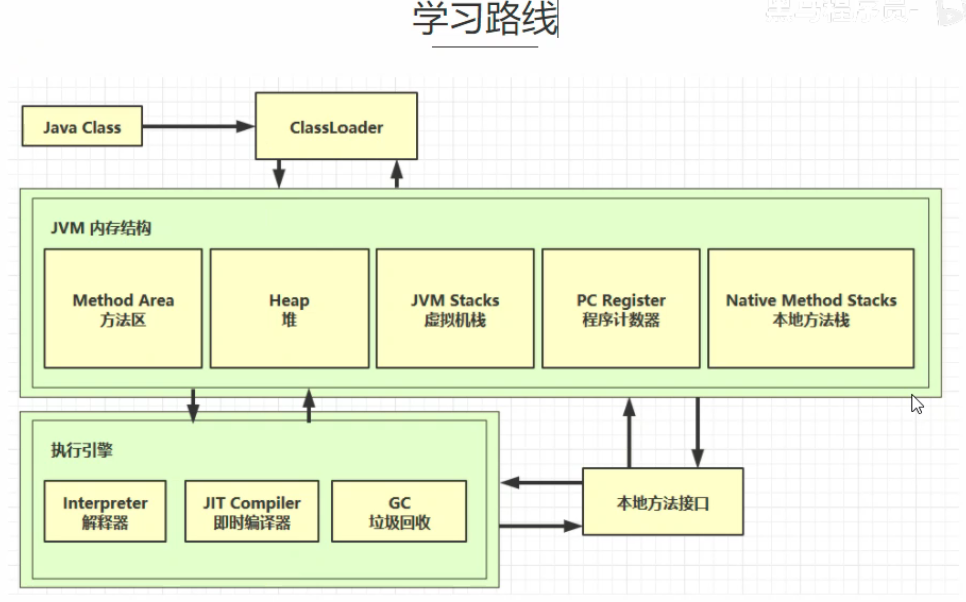 学习路线
Java Class
ClassLoader
JVM 内存结构
Method Area
方法区
Heap
堆
JVM Stacks
虚拟机栈
PC Register
程序计数器
Native Method Stacks
本地方法栈
执行引擎
Interpreter
解释器
JIT Compiler
即时编译器
GC
垃圾回收
本地方法接口